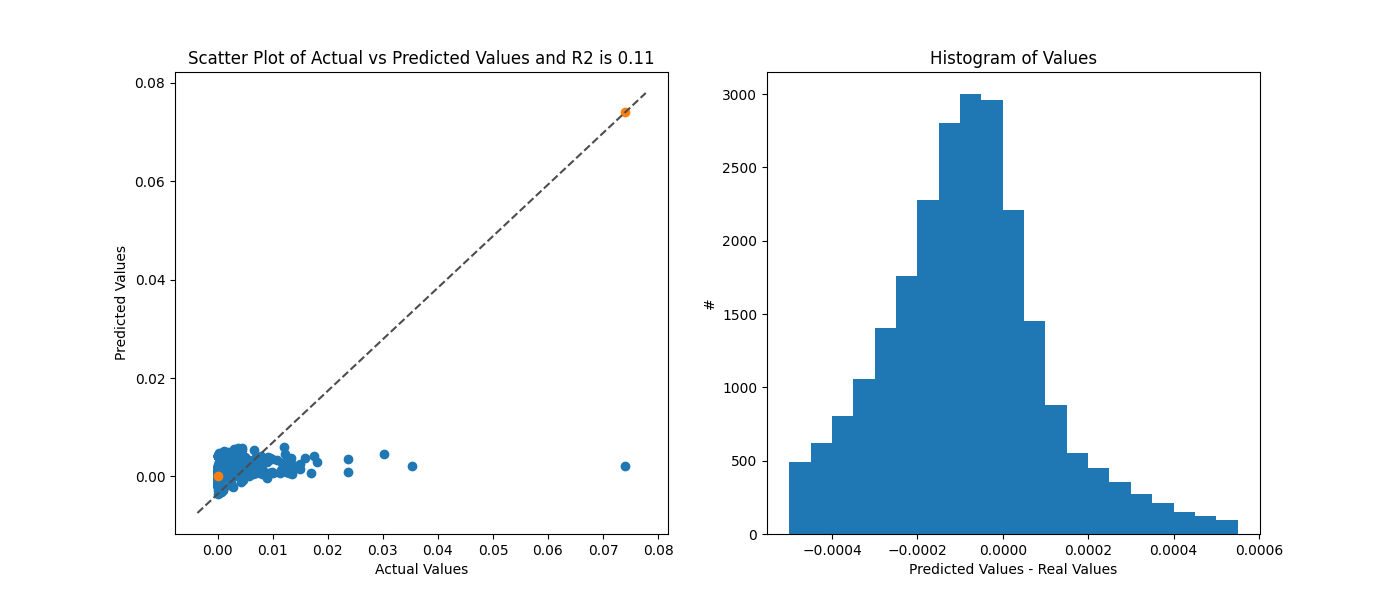 Scatter Plot of Actual vs Predicted Values and R2 is 0.11
0.08
0.06
0.04
0.02
0.00
Predicted Values
0.00 0.01 0.02 0.03 0.04 0.05 0.06 0.07 0.08
Actual Values
Histogram of Values
3000
2500
2000
1500
1000
500
0
#
−0.0004 −0.0002 0.0000 0.0002 0.0004 0.0006
Predicted Values - Real Values